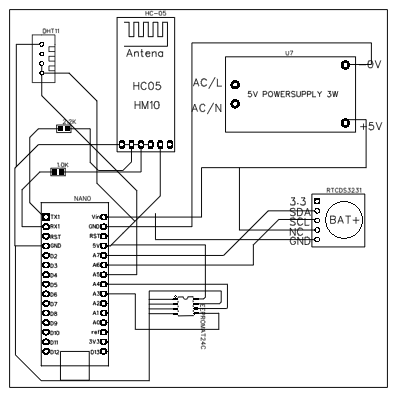 HC-05
DHT11
U7
Antena
0V
HC05
AC/L
5V POWERSUPPLY 3W
HM10
AC/N
2.2K
+5V
1.0K
RTCDS3231
NANO
3.3
SDA
SCL
BAT+
NC
GND
TX1 Vin
RX1 GND
RST RST
GND 5V
D2 A7
D3 A6
D4 A5
D5 A4
D6 A3
D7 A2
D8 A1
D9 A0
D10 ref
D11 3V3
D12 D13
EEPROMAT24C